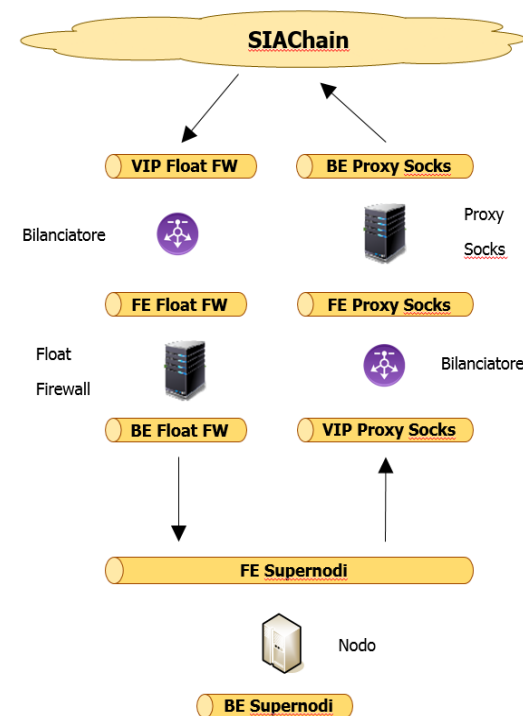 SIAChain
VIP Float FW
BE Proxy Socks
Bilanciatore
Proxy
Socks
FE Float FW
FE Proxy Socks
Float
Firewall
Bilanciatore
BE Float FW
VIP Proxy Socks
FE Supernodi
Nodo
BE Supernodi